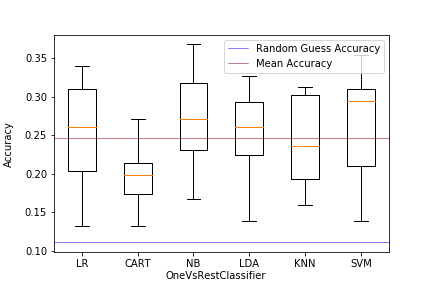 Random Guess Accuracy
Mean Accuracy
Accuracy
0.35
0.30
0.25
0.20
0.15
0.10
LR CART NB LDA KNN SVM
OneVsRestClassifier